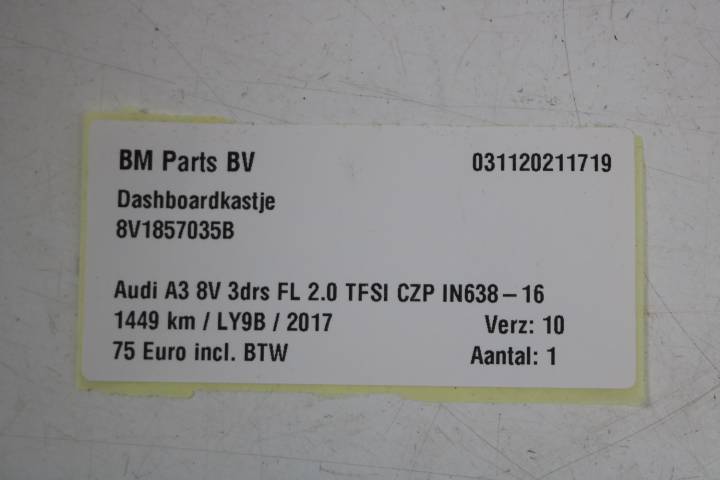 BM Parts BV 031120211719
Dashboardkastje
8V1857035B
Audi A3 8V 3drs FL 2.0 TFSI CZP IN638-16
1449 km / LY9B / 2017 Verz: 10
75 Euro incl. BTW Aantal: 1